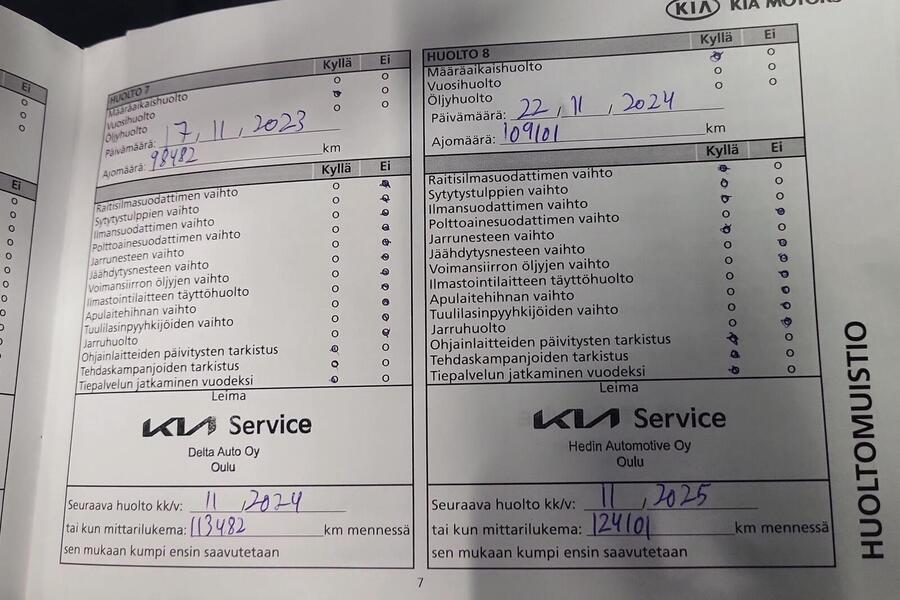 KIA KIA MOTORS
Ei
Ei
HUOLTO 7 Kyllä Ei
Määräaikaishuolto
Vuosihuolto
Öljyhuolto
Päivämäärä: 17, 11, 2023
Ajomäärä: 98482 km
Kyllä Ei
Raitisilmasuodattimen vaihto
Sytytystulppien vaihto
Ilmansuodattimen vaihto
Polttoainesuodattimen vaihto
Jarrunesteen vaihto
Jäähdytysnesteen vaihto
Voimansiirron öljyjen vaihto
Ilmastointilaitteen täyttöhuolto
Apulaitehihnan vaihto
Tuulilasinpyyhkijöiden vaihto
Jarruhuolto
Ohjainlaitteiden päivitysten tarkistus
Tehdaskampanjoiden tarkistus
Tiepalvelun jatkaminen vuodeksi
Leima
KIA Service
Delta Auto Oy
Oulu
Seuraava huolto kk/v: 11, 2024
tai kun mittarilukema: 113482 km mennessä
sen mukaan kumpi ensin saavutetaan
HUOLTO 8 Kyllä Ei
Määräaikaishuolto
Vuosihuolto
Öljyhuolto
Päivämäärä: 22, 11, 2024
Ajomäärä: 109101 km
Kyllä Ei
Raitisilmasuodattimen vaihto
Sytytystulppien vaihto
Ilmansuodattimen vaihto
Polttoainesuodattimen vaihto
Jarrunesteen vaihto
Jäähdytysnesteen vaihto
Voimansiirron öljyjen vaihto
Ilmastointilaitteen täyttöhuolto
Apulaitehihnan vaihto
Tuulilasinpyyhkijöiden vaihto
Jarruhuolto
Ohjainlaitteiden päivitysten tarkistus
Tehdaskampanjoiden tarkistus
Tiepalvelun jatkaminen vuodeksi
Leima
KIA Service
Hedin Automotive Oy
Oulu
Seuraava huolto kk/v: 11, 2025
tai kun mittarilukema: 124101 km mennessä
sen mukaan kumpi ensin saavutetaan
HUOLTOMUISTIO
7